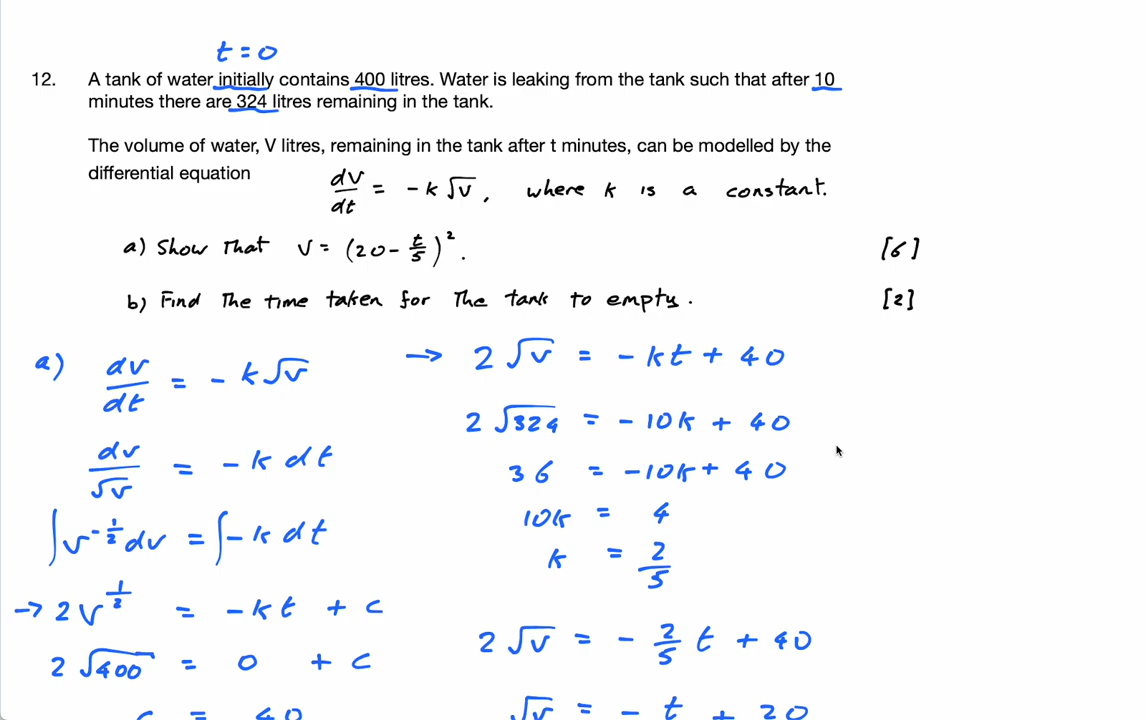 t = 0
12. A tank of water initially contains 400 litres. Water is leaking from the tank such that after 10
minutes there are 324 litres remaining in the tank.
The volume of water, V litres, remaining in the tank after t minutes, can be modelled by the
differential equation
dv/dt = -k√v, where k is a constant.
a) Show That v = (20 - t/5)². [6]
b) Find The time taken for The tank to empty. [2]
a) dv/dt = -k√v
dv/√v = -k dt
∫v^-1/2 dv = ∫-k dt
→ 2v^1/2 = -kt + c
2√400 = 0 + c
c = 40
→ 2√v = -kt + 40
2√324 = -10k + 40
36 = -10k + 40
10k = 4
k = 2/5
2√v = -2/5 t + 40
√v = - t + 20